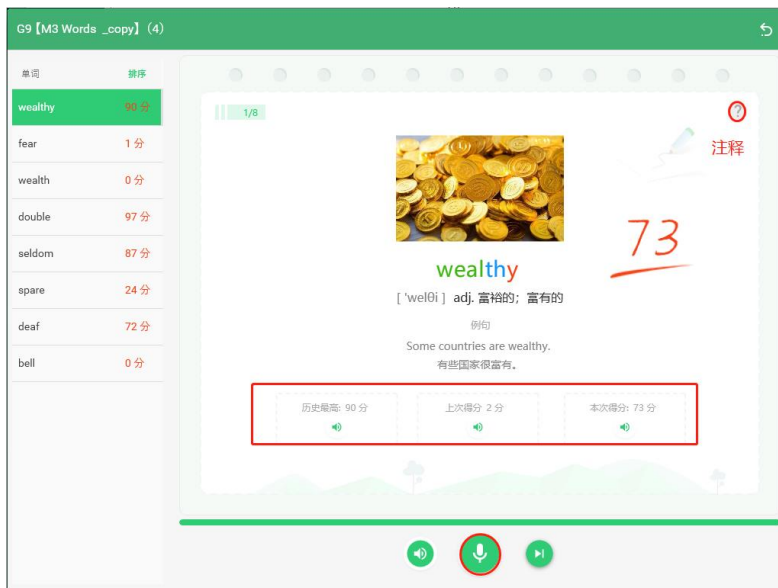 G9【M3 Words _copy】(4)
单词 排序
wealthy 90 分
fear 1 分
wealth 0 分
double 97 分
seldom 87 分
spare 24 分
deaf 72 分
bell 0 分
1/8
?
注释
73
wealthy
[ 'welθi ] adj. 富裕的；富有的
例句
Some countries are wealthy.
有些国家很富有。
历史最高: 90 分 上次得分 2 分 本次得分: 73 分